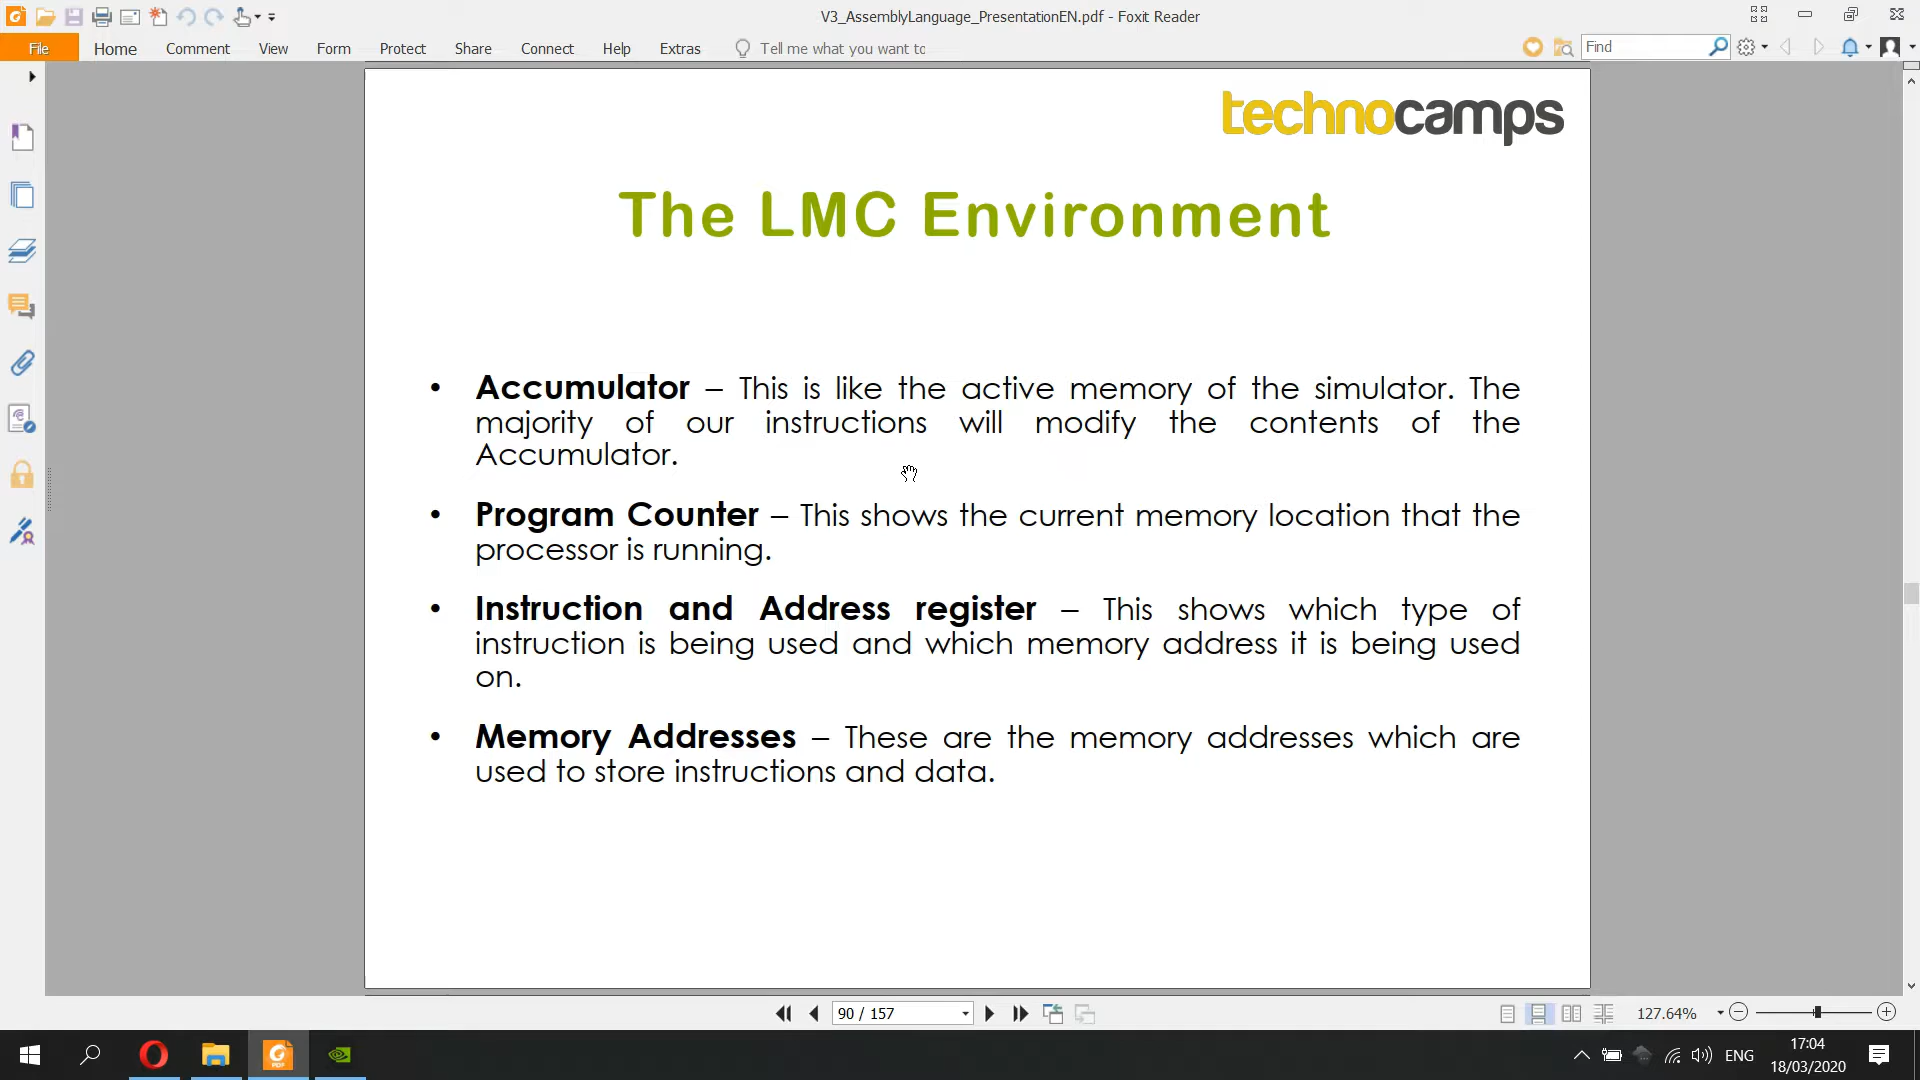 V3_AssemblyLanguage_PresentationEN.pdf - Foxit Reader
File Home Comment View Form Protect Share Connect Help Extras Tell me what you want to Find
technocamps
The LMC Environment
• Accumulator – This is like the active memory of the simulator. The
majority of our instructions will modify the contents of the
Accumulator.
• Program Counter – This shows the current memory location that the
processor is running.
• Instruction and Address register – This shows which type of
instruction is being used and which memory address it is being used
on.
• Memory Addresses – These are the memory addresses which are
used to store instructions and data.
90 / 157
127.64%
ENG
17:04
18/03/2020